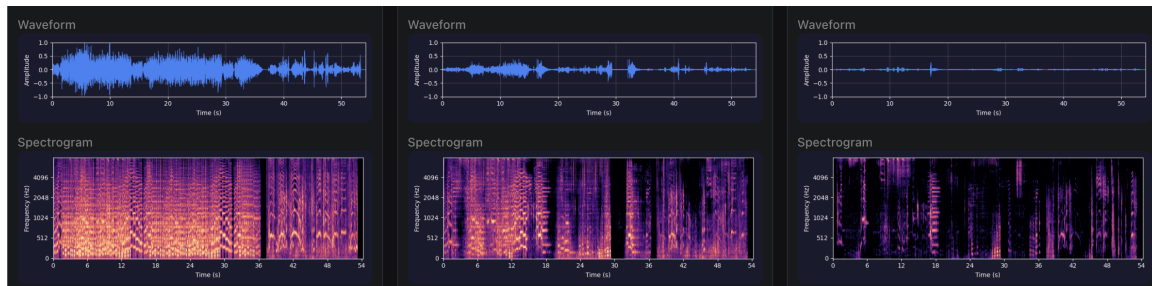 Waveform
1.0
0.5
Amplitude
0.0
−0.5
−1.0
0 10 20 30 40 50
Time (s)
Spectrogram
4096
2048
Frequency (Hz)
1024
512
0
0 6 12 18 24 30 36 42 48 54
Time (s)
Waveform
1.0
0.5
Amplitude
0.0
−0.5
−1.0
0 10 20 30 40 50
Time (s)
Spectrogram
4096
2048
Frequency (Hz)
1024
512
0
0 6 12 18 24 30 36 42 48 54
Time (s)
Waveform
1.0
0.5
Amplitude
0.0
−0.5
−1.0
0 10 20 30 40 50
Time (s)
Spectrogram
4096
2048
Frequency (Hz)
1024
512
0
0 6 12 18 24 30 36 42 48 54
Time (s)